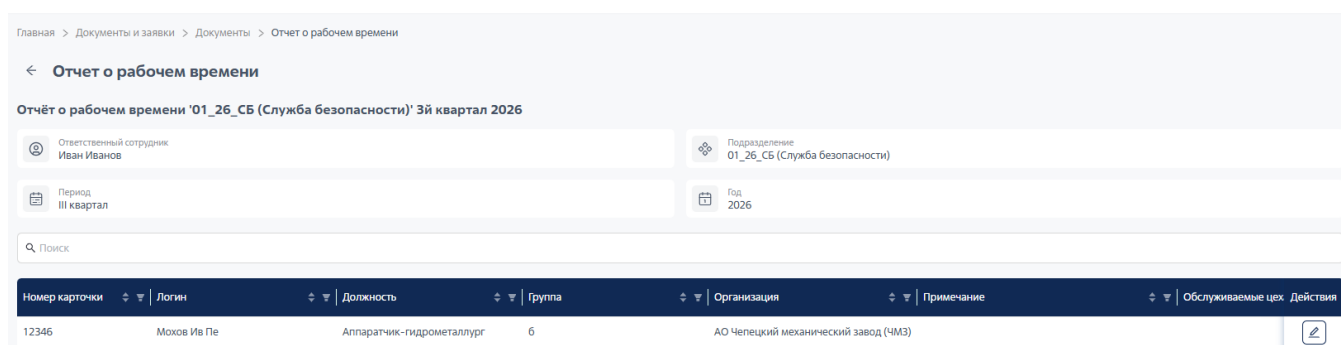 Главная > Документы и заявки > Документы > Отчет о рабочем времени
← Отчет о рабочем времени
Отчёт о рабочем времени '01_26_СБ (Служба безопасности)' 3й квартал 2026
Ответственный сотрудник
Иван Иванов
Подразделение
01_26_СБ (Служба безопасности)
Период
III квартал
Год
2026
Поиск
Номер карточки Логин Должность Группа Организация Примечание Обслуживаемые цех Действия
12346 Мохов Ив Пе Аппаратчик-гидрометаллург 6 АО Чепецкий механический завод (ЧМЗ)